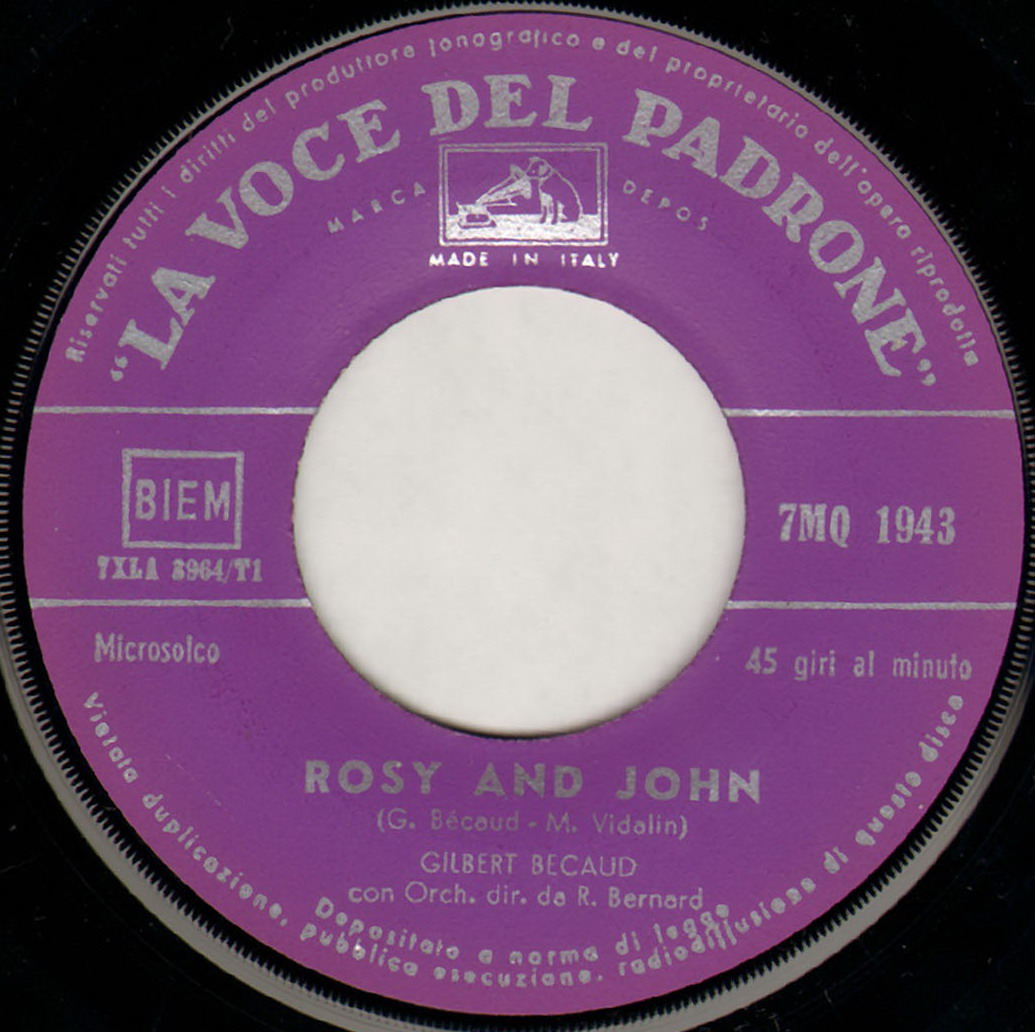 Riservati tutti i diritti del produttore fonografico e del proprietario dell'opera riprodotta
“LA VOCE DEL PADRONE”
MARCA DEPOS
MADE IN ITALY
BIEM
7XLA 8964/T1
7MQ 1943
Microsolco
45 giri al minuto
ROSY AND JOHN
(G. Bécaud - M. Vidalin)
GILBERT BECAUD
con Orch. dir. da R. Bernard
Depositato a norma di legge
Vietata duplicazione, pubblica esecuzione, radiodiffusione di questo disco